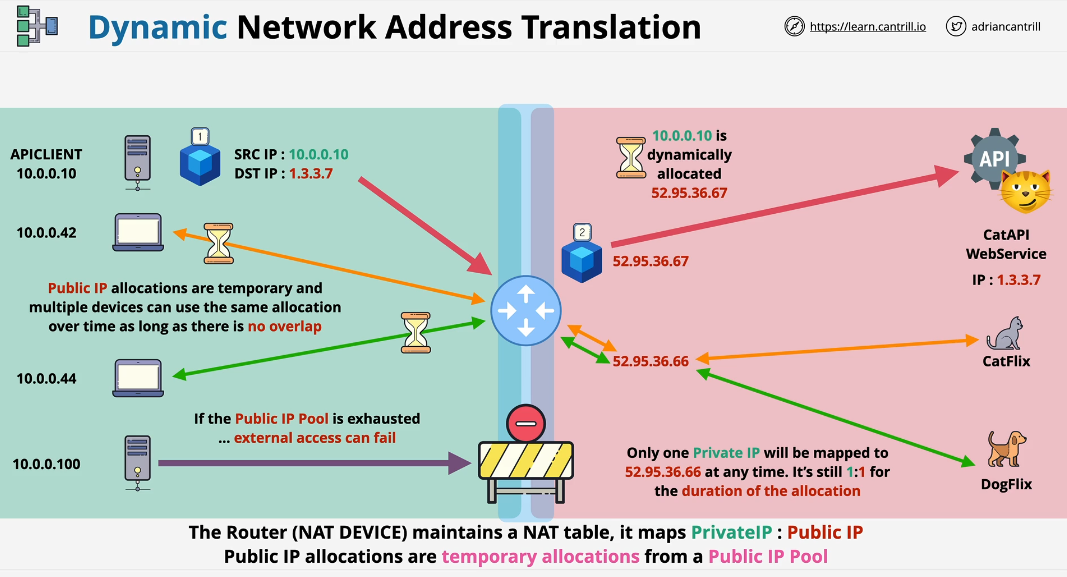 Dynamic Network Address Translation
https://learn.cantrill.io
adriancantrill
APICLIENT
10.0.0.10
1
SRC IP : 10.0.0.10
DST IP : 1.3.3.7
10.0.0.10 is
dynamically
allocated
52.95.36.67
API
2
52.95.36.67
CatAPI
WebService
IP : 1.3.3.7
10.0.0.42
Public IP allocations are temporary and
multiple devices can use the same allocation
over time as long as there is no overlap
52.95.36.66
CatFlix
10.0.0.44
If the Public IP Pool is exhausted
... external access can fail
10.0.0.100
Only one Private IP will be mapped to
52.95.36.66 at any time. It's still 1:1 for
the duration of the allocation
DogFlix
The Router (NAT DEVICE) maintains a NAT table, it maps PrivateIP : Public IP
Public IP allocations are temporary allocations from a Public IP Pool